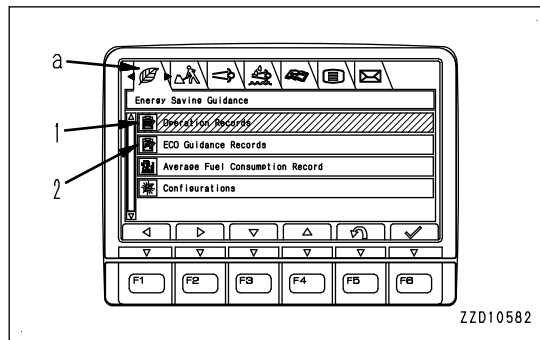 a
Energy Saving Guidance
1
Operation Records
2
ECO Guidance Records
Average Fuel Consumption Record
Configurations
F1 F2 F3 F4 F5 F6
ZZD10582